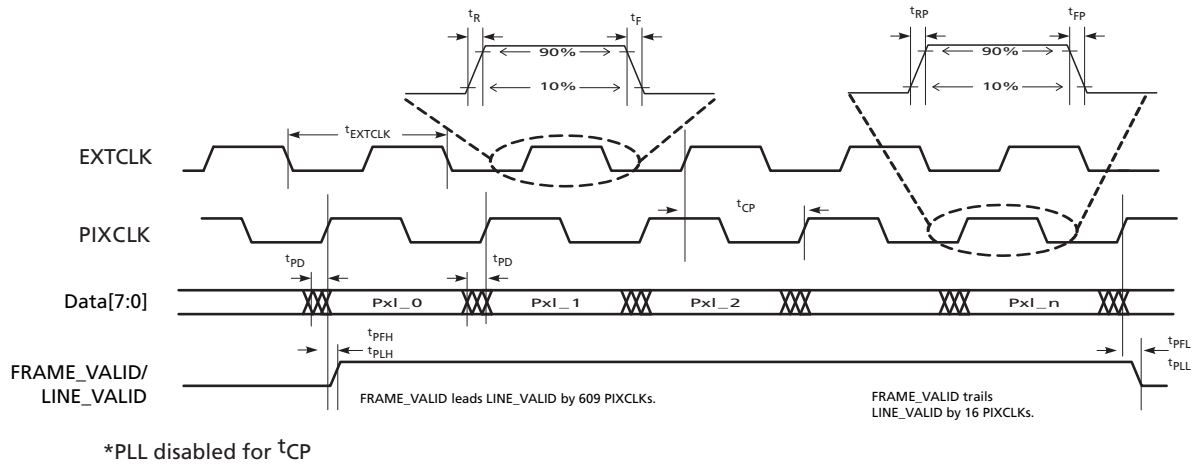 tR
tF
tRP
tFP
90%
90%
10%
10%
tEXTCLK
EXTCLK
tCP
PIXCLK
tPD
tPD
Data[7:0]
Pxl_0
Pxl_1
Pxl_2
Pxl_n
tPFH
tPLH
tPFL
tPLL
FRAME_VALID/
LINE_VALID
FRAME_VALID leads LINE_VALID by 609 PIXCLKs.
FRAME_VALID trails
LINE_VALID by 16 PIXCLKs.
*PLL disabled for tCP